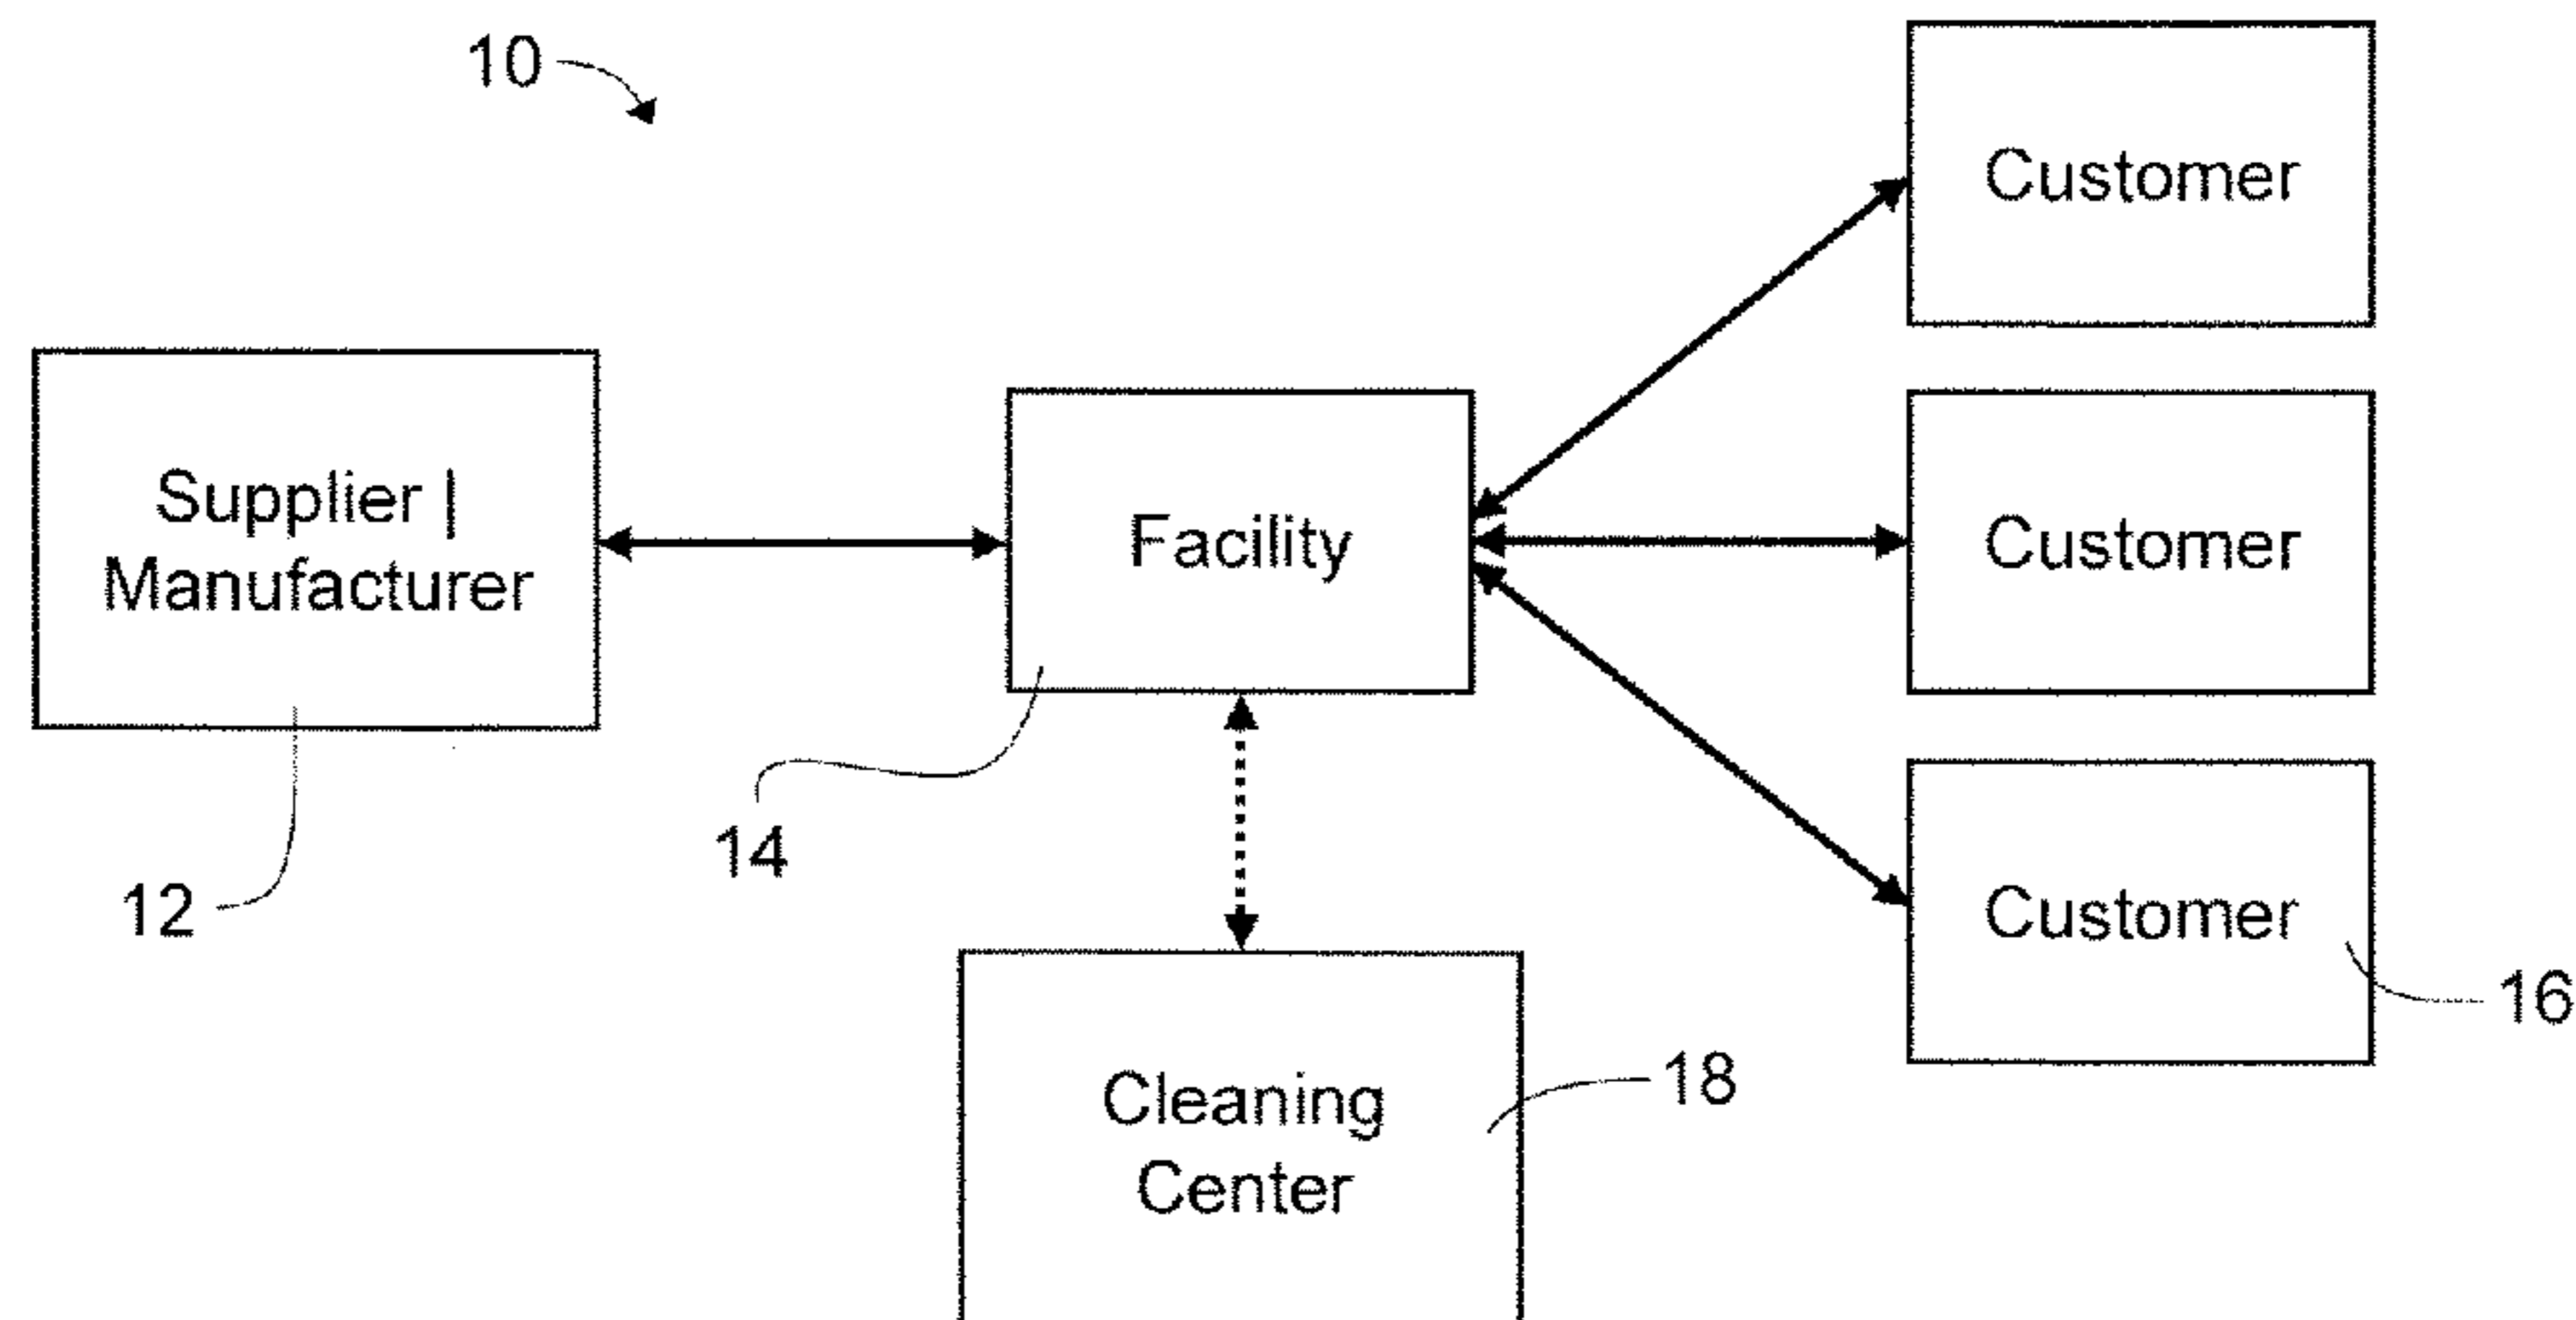 10
Customer
Supplier |
Manufacturer
Facility
Customer
14
12
Customer
16
Cleaning
Center
18